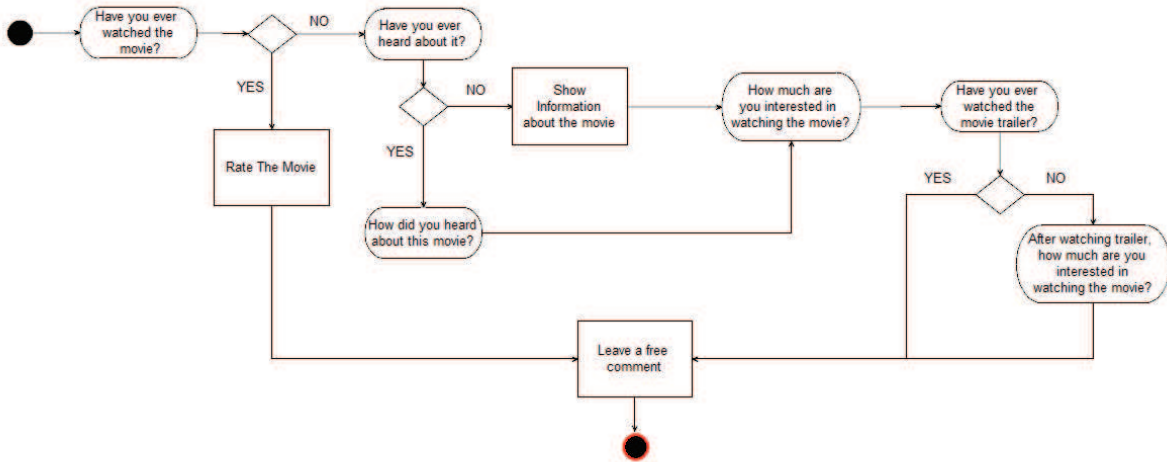 Have you ever
watched the
movie?
NO
Have you ever
heard about it?
YES
NO
Show
Information
about the movie
How much are
you interested in
watching the movie?
Have you ever
watched the
movie trailer?
Rate The Movie
YES
How did you heard
about this movie?
YES
NO
After watching trailer,
how much are you
interested in
watching the movie?
Leave a free
comment